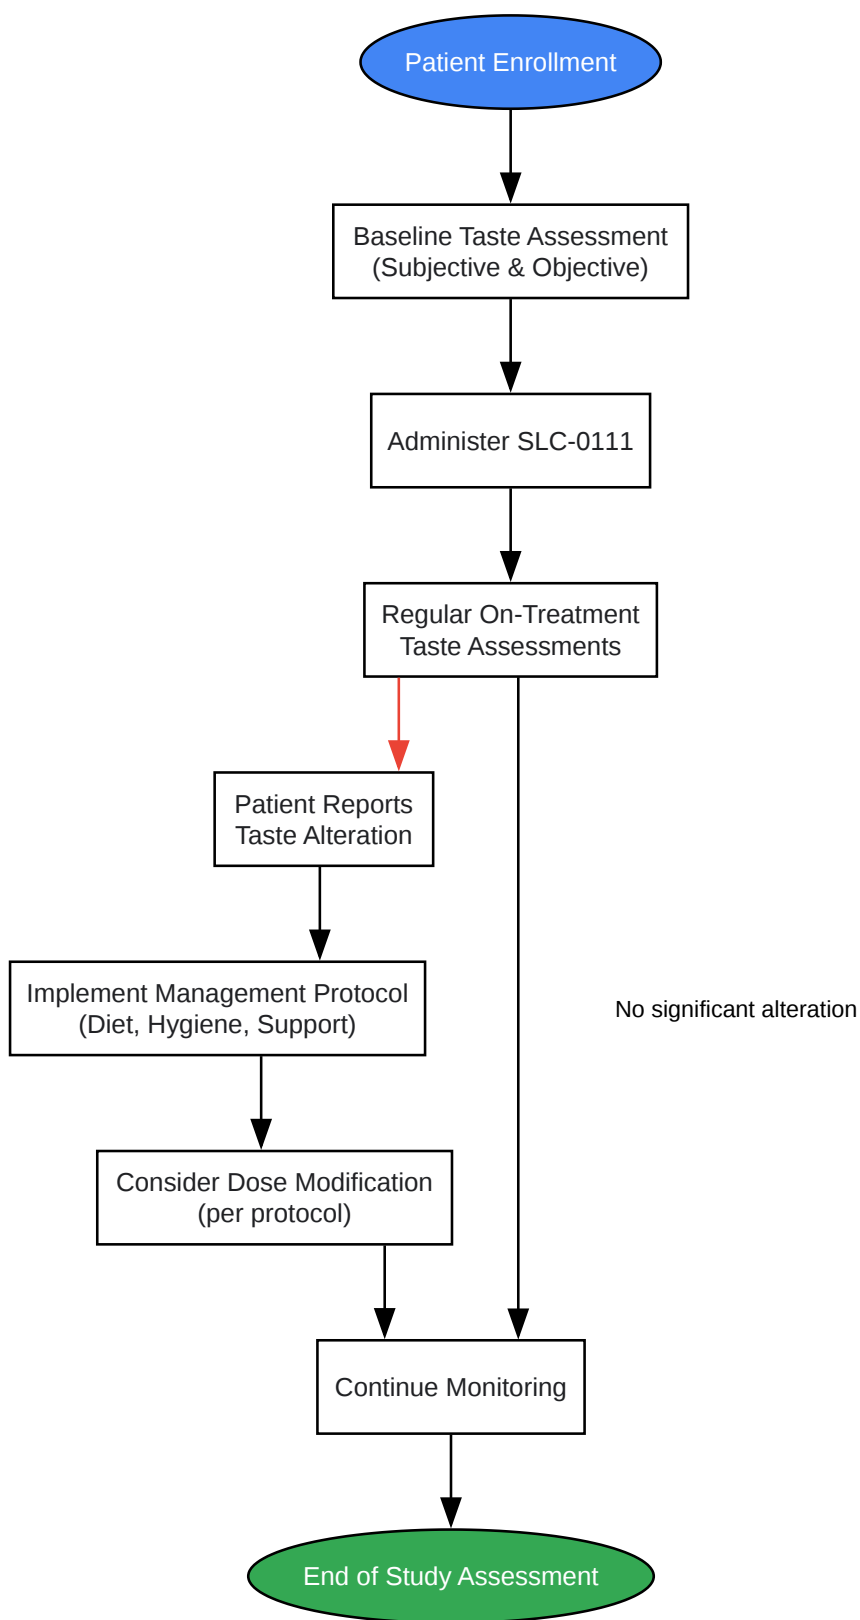 Patient Enrollment
Baseline Taste Assessment
(Subjective & Objective)
Administer SLC-0111
Regular On-Treatment
Taste Assessments
Patient Reports
Taste Alteration
Implement Management Protocol
(Diet, Hygiene, Support)
No significant alteration
Consider Dose Modification
(per protocol)
Continue Monitoring
End of Study Assessment